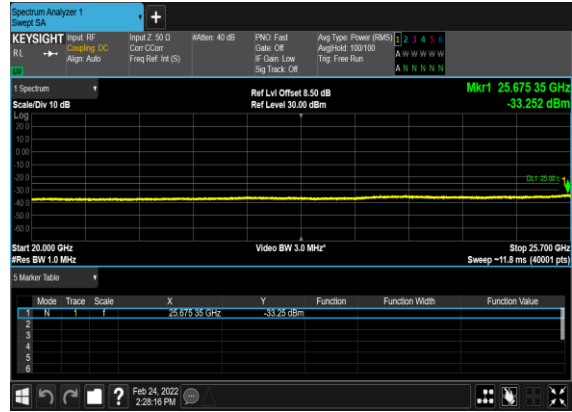 Spectrum Analyzer 1
Swept SA
+
KEYSIGHT Input: RF Input Z: 50 Ω #Atten: 40 dB PNO: Fast Avg Type: Power (RMS) 1 2 3 4 5 6
RL Coupling: DC Corr CCorr Gate: Off Avg|Hold: 100/100 A W W W W W
Align: Auto Freq Ref: Int (S) IF Gain: Low Trig: Free Run
Sig Track: Off A N N N N N
1 Spectrum
Ref Lvl Offset 8.50 dB Mkr1 25.675 35 GHz
Scale/Div 10 dB Ref Level 30.00 dBm -33.252 dBm
Log
20.0
10.0
0.00
-10.0
-20.0
DL1 -25.00
1
-30.0
-40.0
-50.0
-60.0
Start 20.000 GHz Video BW 3.0 MHz* Stop 25.700 GHz
#Res BW 1.0 MHz Sweep ~11.8 ms (40001 pts)
5 Marker Table
Mode Trace Scale X Y Function Function Width Function Value
1 N 1 f 25.675 35 GHz -33.25 dBm
2
3
4
5
6
? Feb 24, 2022
2:28:16 PM